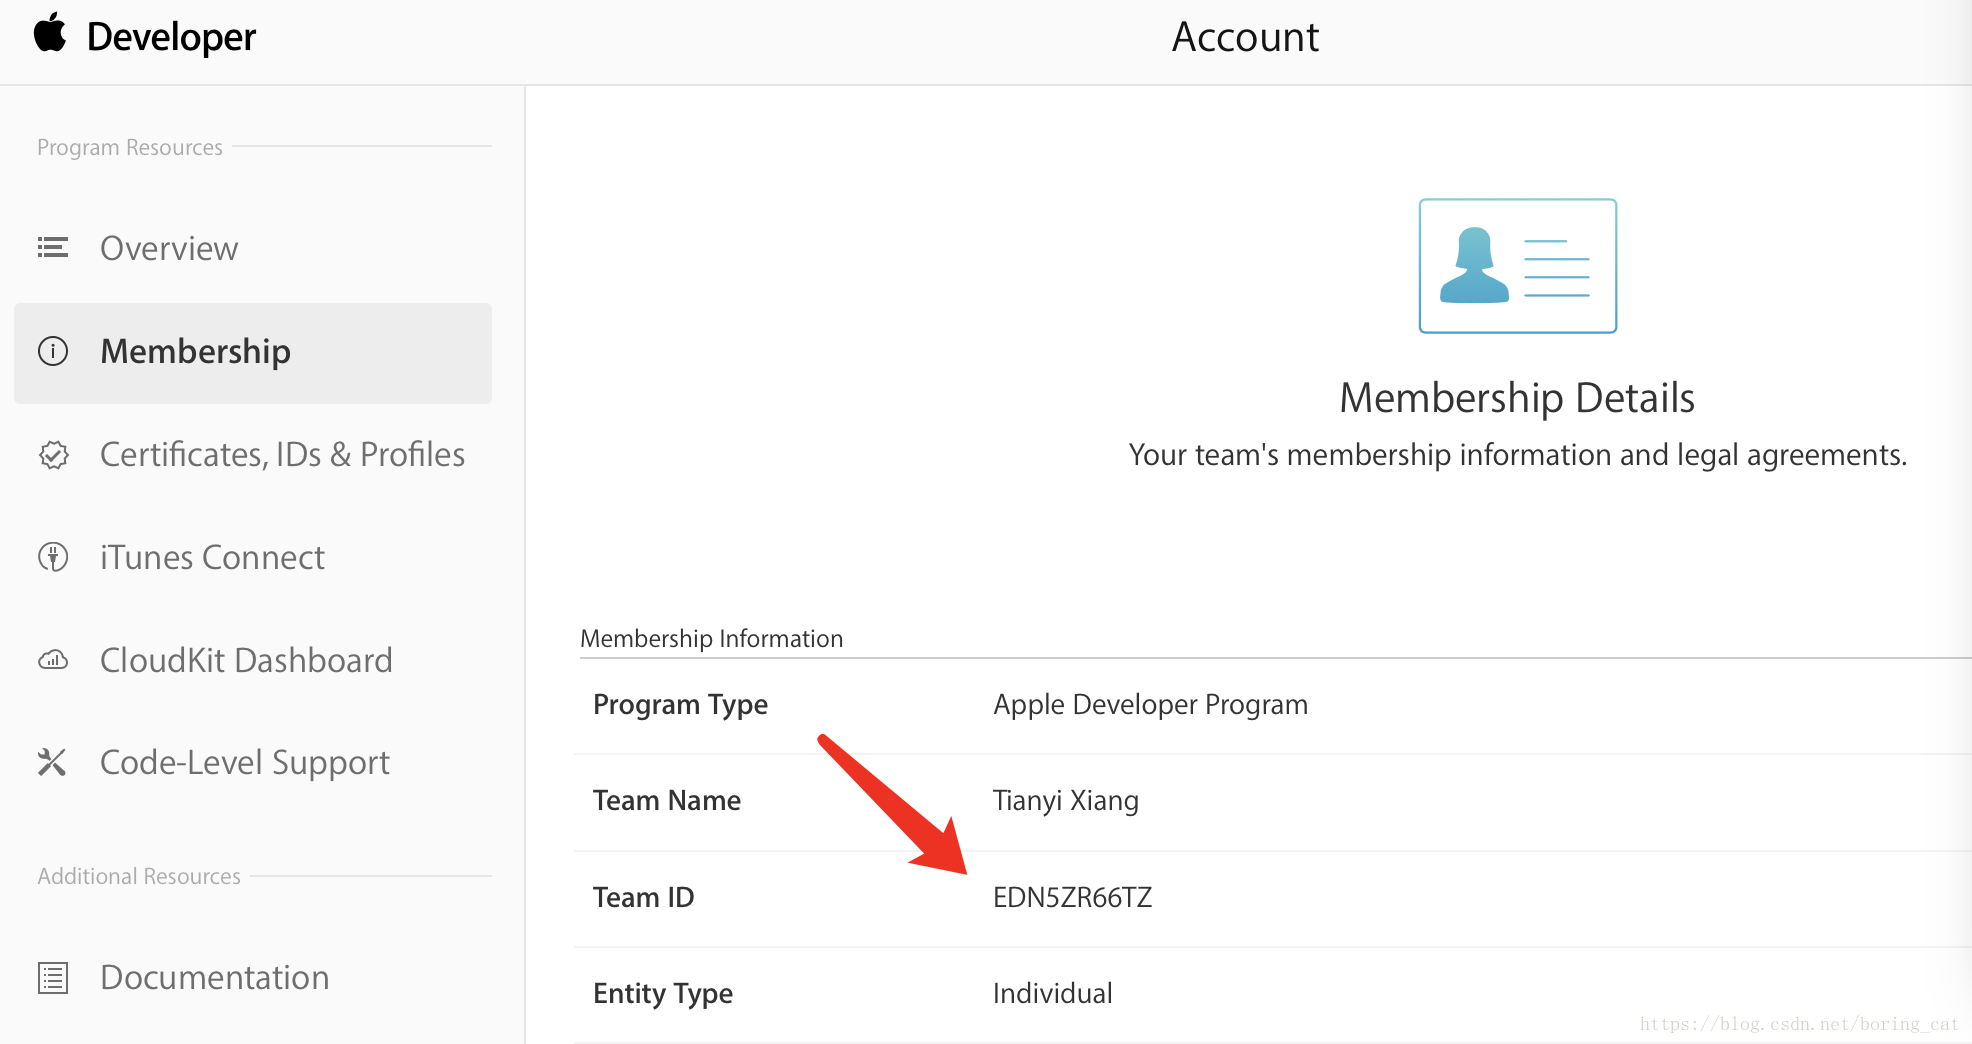 Developer
Account
Program Resources
Overview
Membership
Certificates, IDs & Profiles
iTunes Connect
CloudKit Dashboard
Code-Level Support
Additional Resources
Documentation
Membership Details
Your team's membership information and legal agreements.
Membership Information
Program Type Apple Developer Program
Team Name Tianyi Xiang
Team ID EDN5ZR66TZ
Entity Type Individual
https://blog.csdn.net/boring_cat